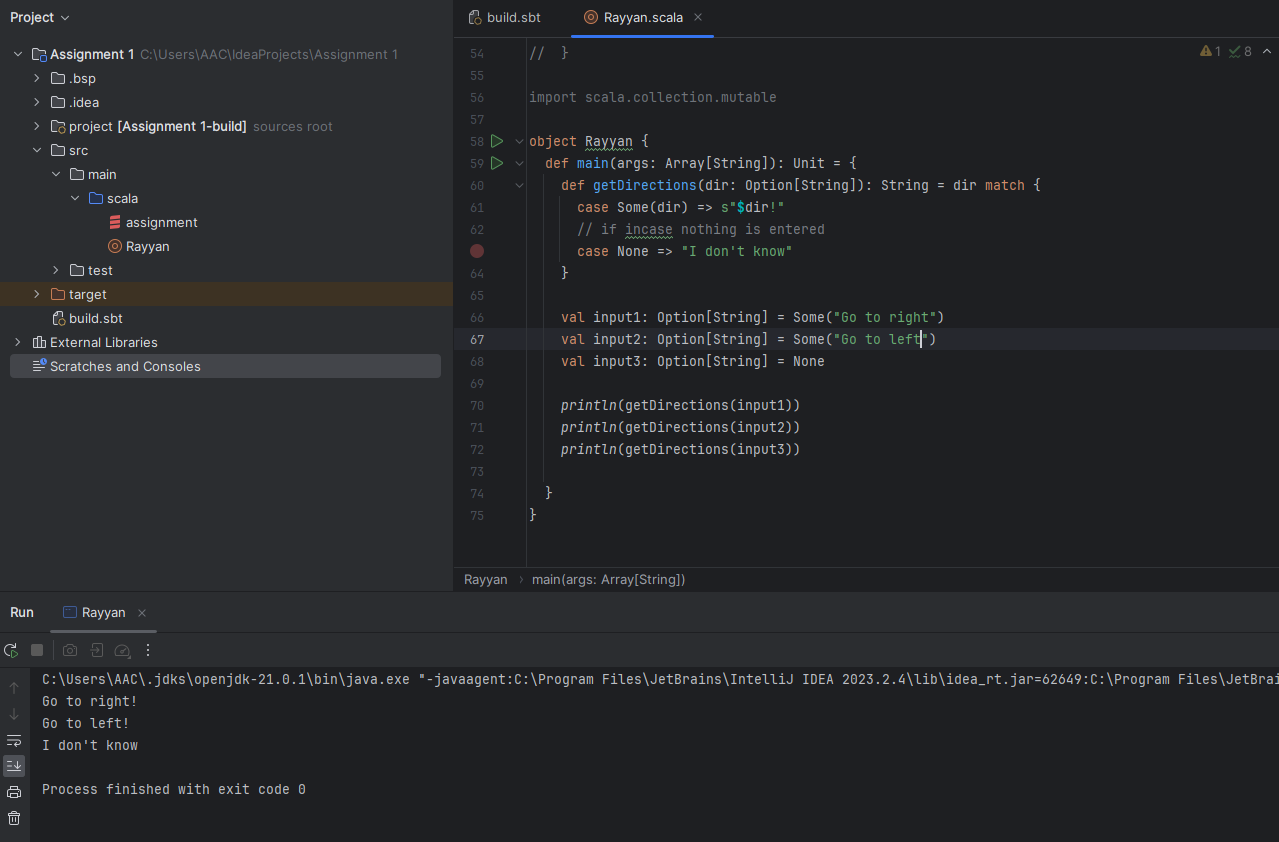 Project
build.sbt
Rayyan.scala
Assignment 1 C:\Users\AAC\IdeaProjects\Assignment 1
.bsp
.idea
project [Assignment 1-build] sources root
src
main
scala
assignment
Rayyan
test
target
build.sbt
External Libraries
Scratches and Consoles
1 8
54 // }
55
56 import scala.collection.mutable
57
58 object Rayyan {
59 def main(args: Array[String]): Unit = {
60 def getDirections(dir: Option[String]): String = dir match {
61 case Some(dir) => s"$dir!"
62 // if incase nothing is entered
case None => "I don't know"
64 }
65
66 val input1: Option[String] = Some("Go to right")
67 val input2: Option[String] = Some("Go to left")
68 val input3: Option[String] = None
69
70 println(getDirections(input1))
71 println(getDirections(input2))
72 println(getDirections(input3))
73
74 }
75 }
Rayyan > main(args: Array[String])
Run Rayyan
C:\Users\AAC\.jdks\openjdk-21.0.1\bin\java.exe "-javaagent:C:\Program Files\JetBrains\IntelliJ IDEA 2023.2.4\lib\idea_rt.jar=62649:C:\Program Files\JetBrai
Go to right!
Go to left!
I don't know
Process finished with exit code 0